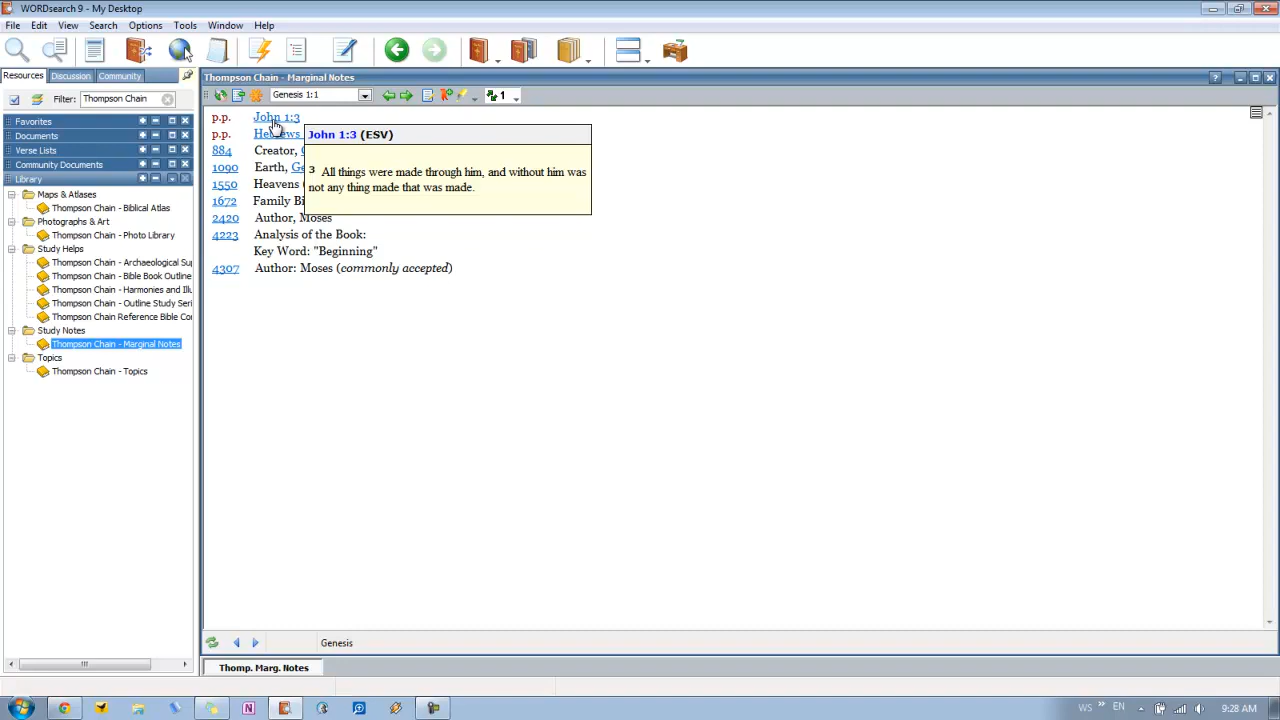 WORDsearch 9 - My Desktop
File Edit View Search Options Tools Window Help
Resources Discussion Community
Filter: Thompson Chain
Favorites
Documents
Verse Lists
Community Documents
Library
Maps & Atlases
Thompson Chain - Biblical Atlas
Photographs & Art
Thompson Chain - Photo Library
Study Helps
Thompson Chain - Archaeological Su
Thompson Chain - Bible Book Outline
Thompson Chain - Harmonies and Illu
Thompson Chain - Outline Study Seri
Thompson Chain Reference Bible Cor
Study Notes
Thompson Chain - Marginal Notes
Topics
Thompson Chain - Topics
Thompson Chain - Marginal Notes
Genesis 1:1
1
p.p. John 1:3
p.p. Hebrews
884 Creator,
1090 Earth, Ge
1550 Heavens
1672 Family Bi
2420 Author, Moses
4223 Analysis of the Book:
Key Word: "Beginning"
4307 Author: Moses (commonly accepted)
John 1:3 (ESV)
3 All things were made through him, and without him was
not any thing made that was made.
Genesis
Thomp. Marg. Notes
WS » EN 9:28 AM